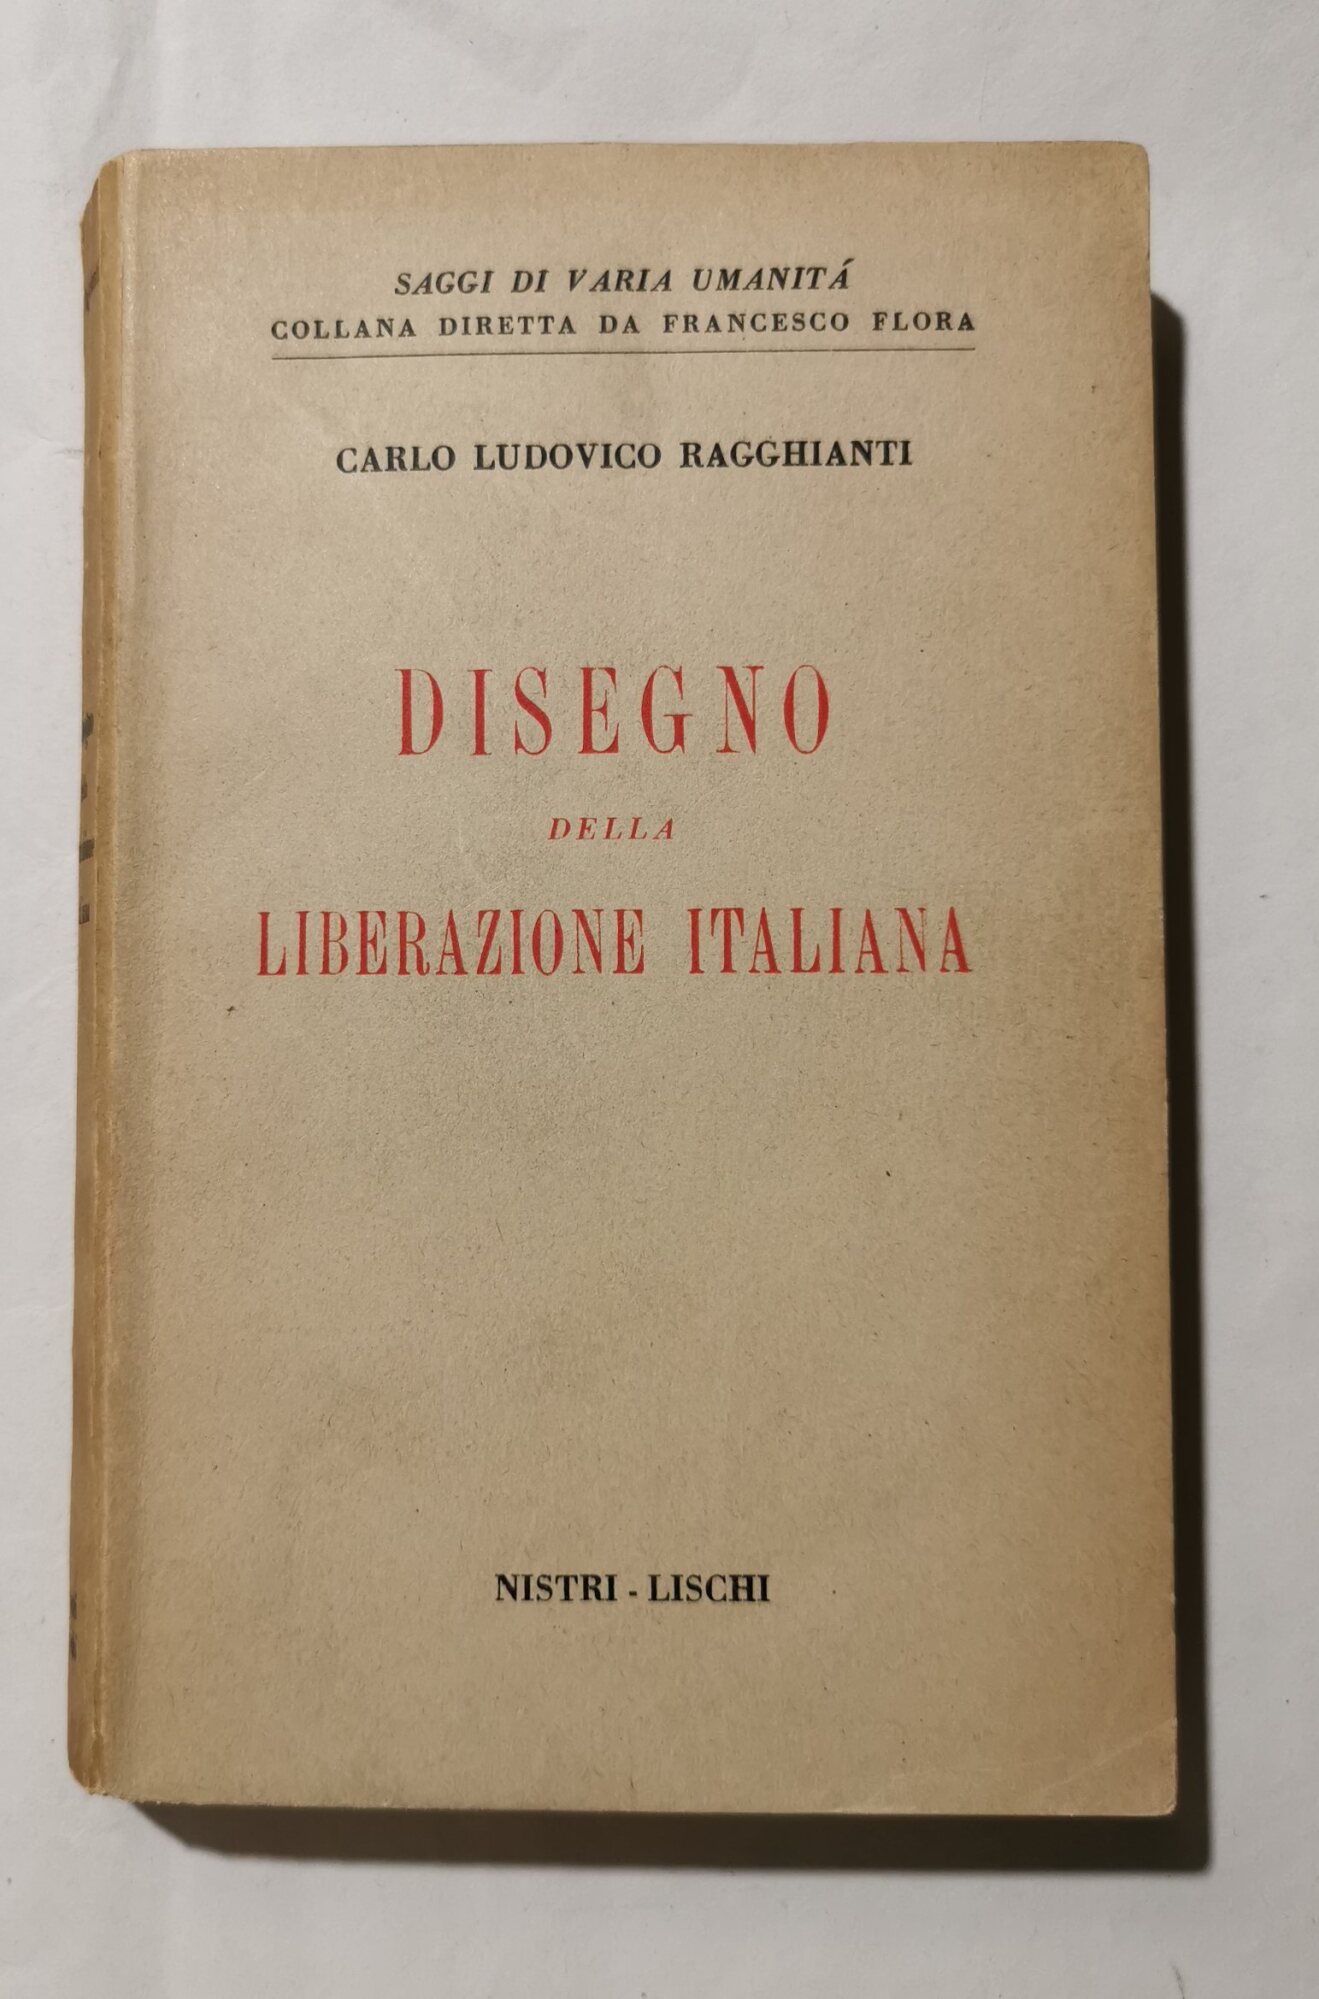 SAGGI DI VARIA UMANITÁ
COLLANA DIRETTA DA FRANCESCO FLORA
CARLO LUDOVICO RAGGHIANTI
DISEGNO
DELLA
LIBERAZIONE ITALIANA
NISTRI - LISCHI